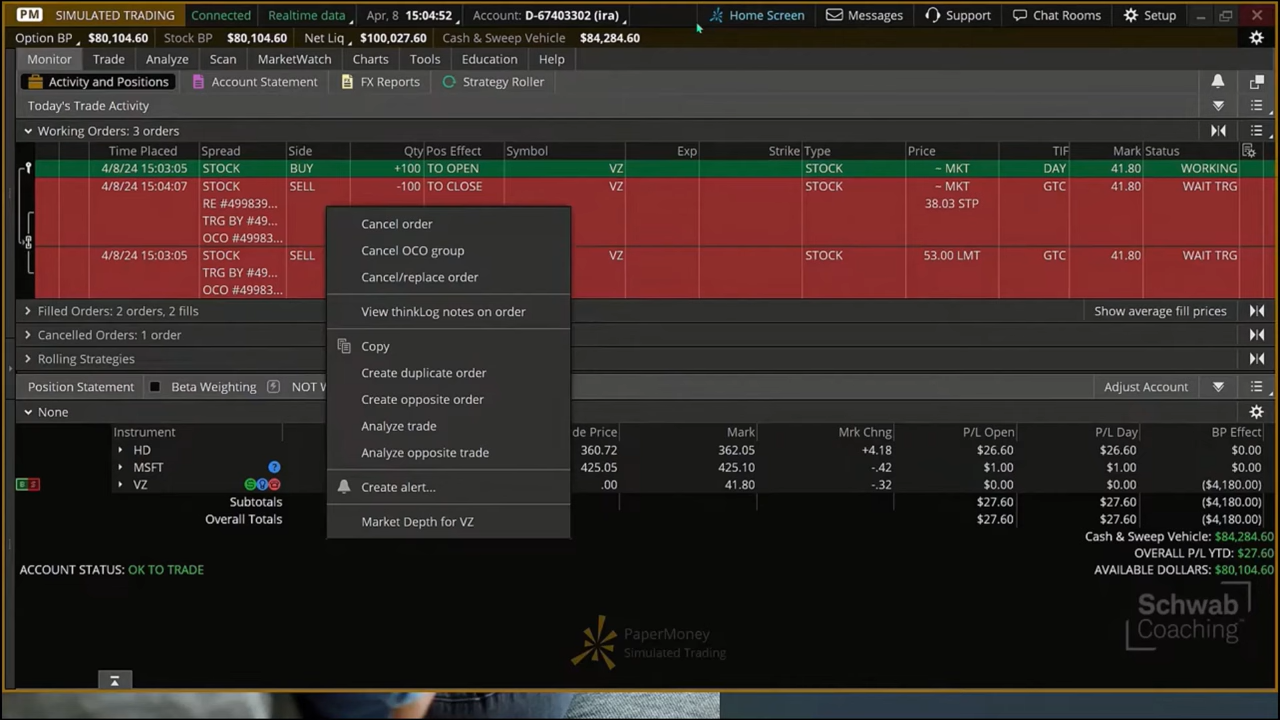 PM SIMULATED TRADING Connected Realtime data Apr, 8 15:04:52 Account: D-67403302 (ira) Home Screen Messages Support Chat Rooms Setup
Option BP $80,104.60 Stock BP $80,104.60 Net Liq $100,027.60 Cash & Sweep Vehicle $84,284.60
Monitor Trade Analyze Scan MarketWatch Charts Tools Education Help
Activity and Positions Account Statement FX Reports Strategy Roller
Today's Trade Activity
Working Orders: 3 orders
Time Placed Spread Side Qty Pos Effect Symbol Exp Strike Type Price TIF Mark Status
4/8/24 15:03:05 STOCK BUY +100 TO OPEN VZ STOCK ~ MKT DAY 41.80 WORKING
4/8/24 15:04:07 STOCK SELL -100 TO CLOSE VZ STOCK ~ MKT GTC 41.80 WAIT TRG
RE #499839... 38.03 STP
TRG BY #49...
OCO #49983...
4/8/24 15:03:05 STOCK SELL VZ STOCK 53.00 LMT GTC 41.80 WAIT TRG
TRG BY #49...
OCO #49983...
Cancel order
Cancel OCO group
Cancel/replace order
View thinkLog notes on order
Copy
Create duplicate order
Create opposite order
Analyze trade
Analyze opposite trade
Create alert...
Market Depth for VZ
Filled Orders: 2 orders, 2 fills Show average fill prices
Cancelled Orders: 1 order
Rolling Strategies
Position Statement Beta Weighting NOT W Adjust Account
None
Instrument de Price Mark Mrk Chng P/L Open P/L Day BP Effect
HD 360.72 362.05 +4.18 $26.60 $26.60 $0.00
MSFT 425.05 425.10 -.42 $1.00 $1.00 $0.00
VZ .00 41.80 -.32 $0.00 $0.00 ($4,180.00)
Subtotals $27.60 $27.60 ($4,180.00)
Overall Totals $27.60 $27.60 ($4,180.00)
Cash & Sweep Vehicle: $84,284.60
OVERALL P/L YTD: $27.60
ACCOUNT STATUS: OK TO TRADE AVAILABLE DOLLARS: $80,104.60
Schwab
Coaching
PaperMoney
Simulated Trading